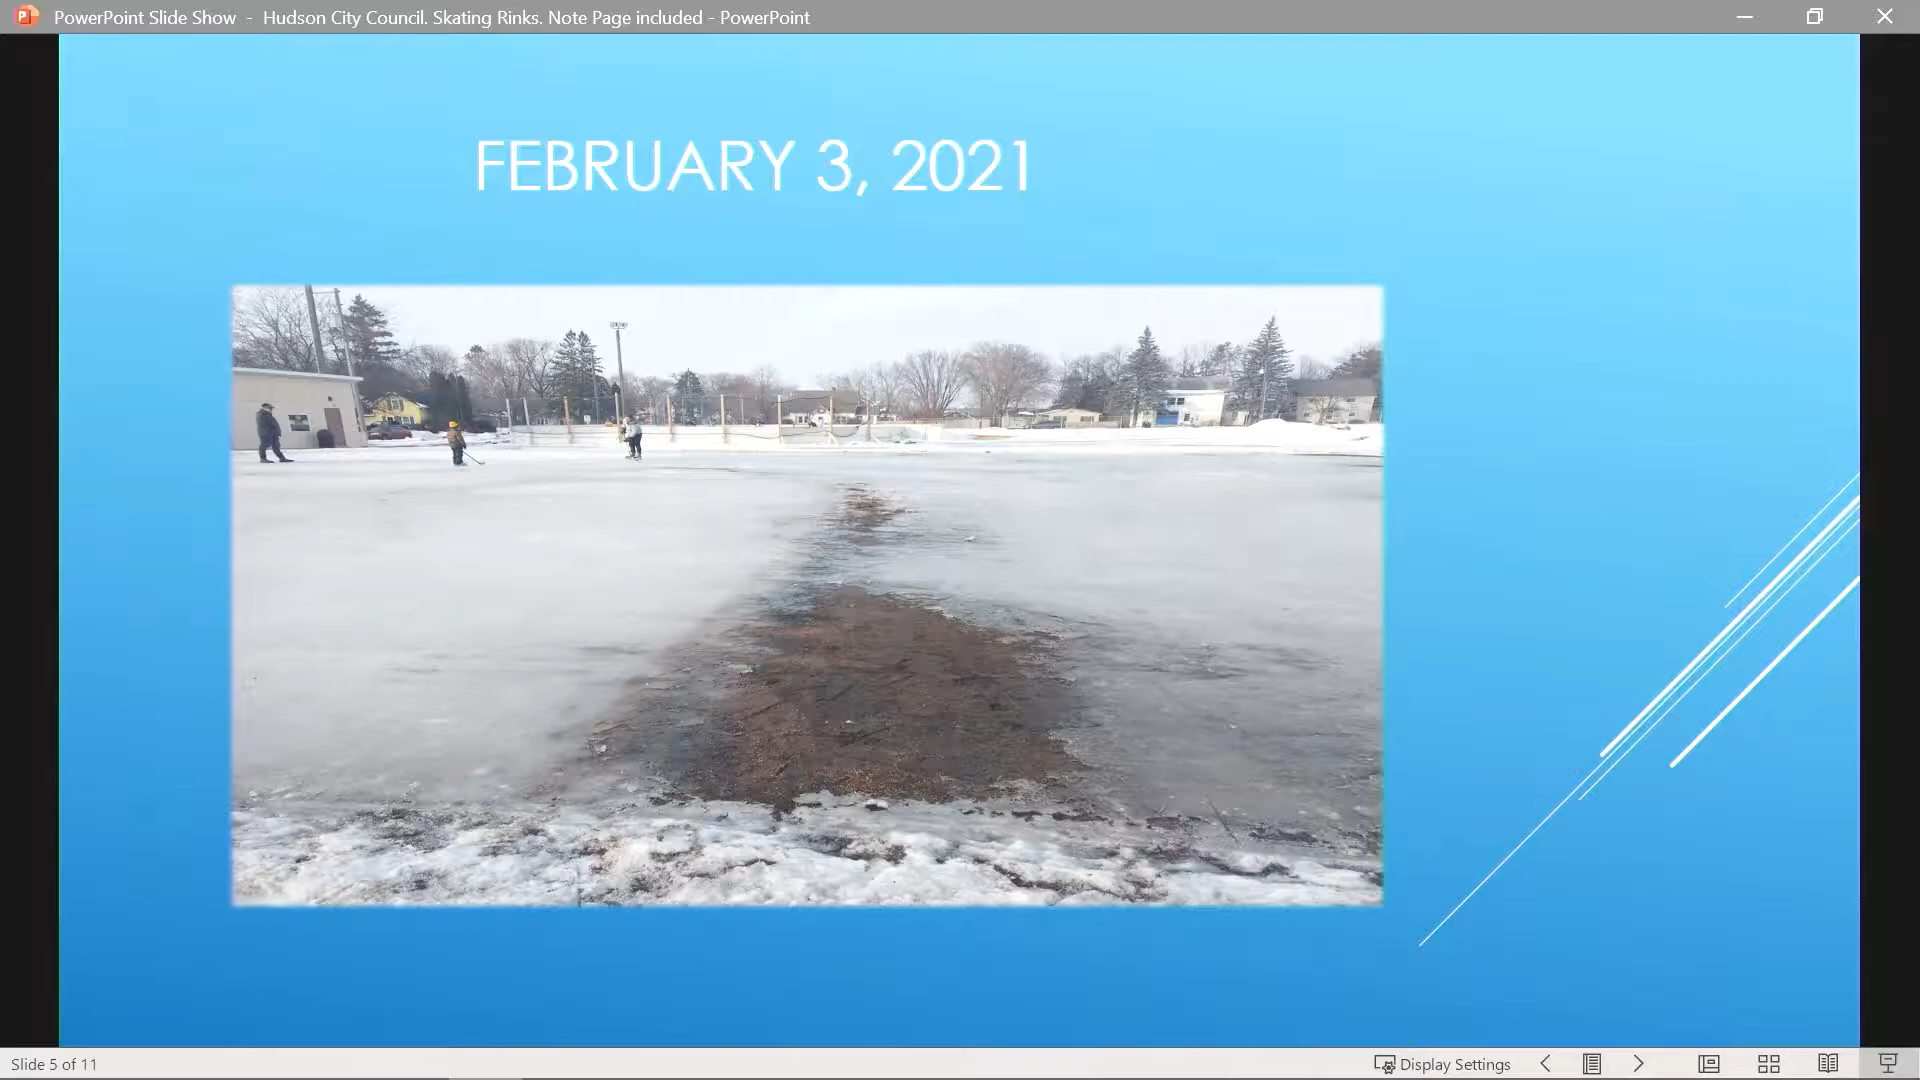 PowerPoint Slide Show - Hudson City Council. Skating Rinks. Note Page included - PowerPoint
FEBRUARY 3, 2021
Slide 5 of 11
Display Settings